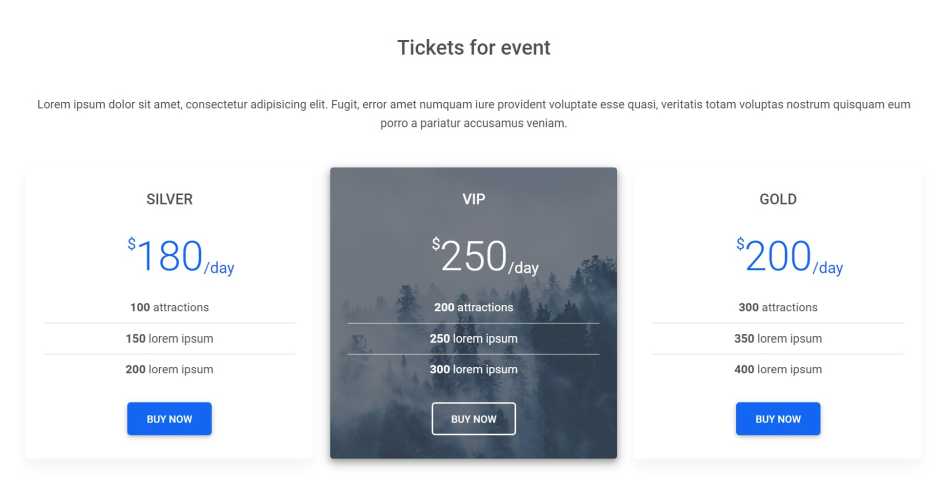 Tickets for event
Lorem ipsum dolor sit amet, consectetur adipisicing elit. Fugit, error amet numquam iure provident voluptate esse quasi, veritatis totam voluptas nostrum quisquam eum
porro a pariatur accusamus veniam.
SILVER
$180/day
100 attractions
150 lorem ipsum
200 lorem ipsum
BUY NOW
VIP
$250/day
200 attractions
250 lorem ipsum
300 lorem ipsum
BUY NOW
GOLD
$200/day
300 attractions
350 lorem ipsum
400 lorem ipsum
BUY NOW